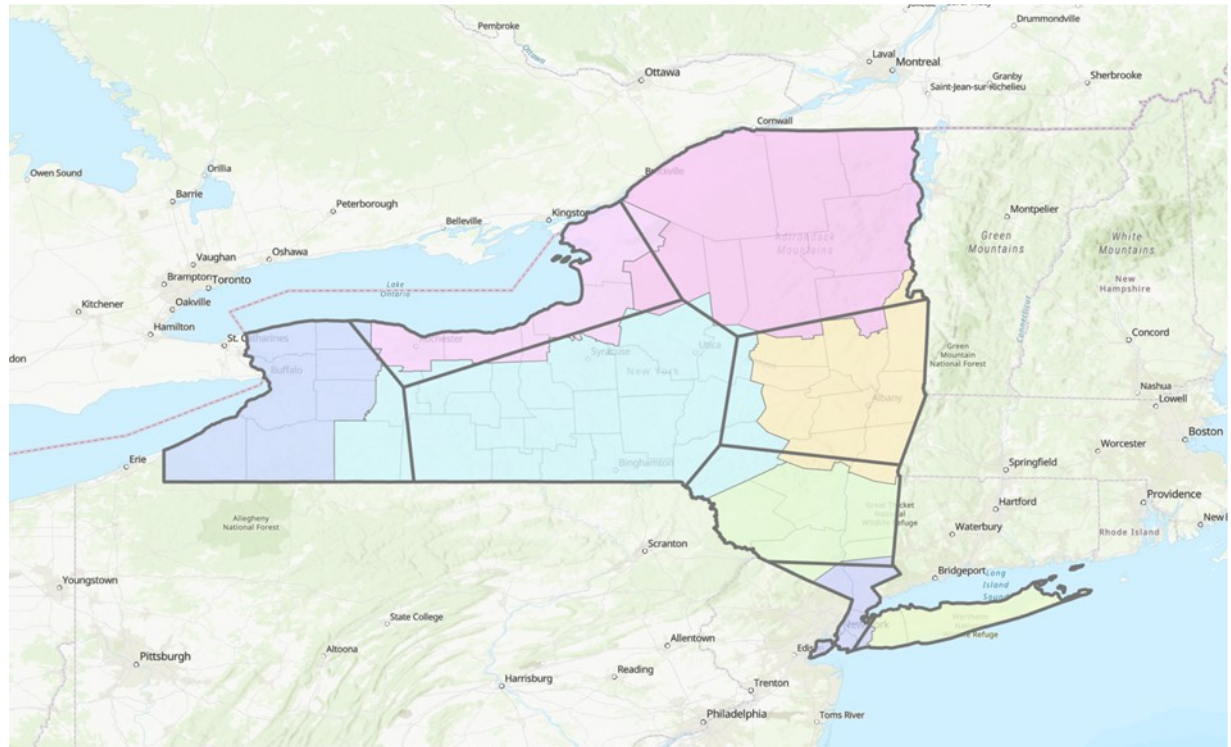 Drummondville
Pembroke
Laval
Montreal
Ottawa
Ottawa
Granby
Sherbrooke
Saint-Jean-sur-Richelieu
Cornwall
Owen Sound
Orillia
Barrie
Peterborough
Belleville
Kingston
Montpelier
Green
Mountains
White
Mountains
Adirondack
Mountains
Vaughan
Oshawa
Brampton
Toronto
Lake
Ontario
New
Hampshire
Kitchener
Oakville
Hamilton
St. Catharines
Rochester
Concord
Connecticut
Syracuse
Utica
Green
Mountain
National Forest
Buffalo
New York
Nashua
Lowell
Albany
Boston
Worcester
Erie
Binghamton
Springfield
Providence
Hartford
Allegheny
National Forest
National
Waterbury
Rhode Island
Scranton
Bridgeport
Long
Island
Sound
Youngstown
State College
Allentown
Pittsburgh
Altoona
Reading
Harrisburg
Trenton
Toms River
Philadelphia